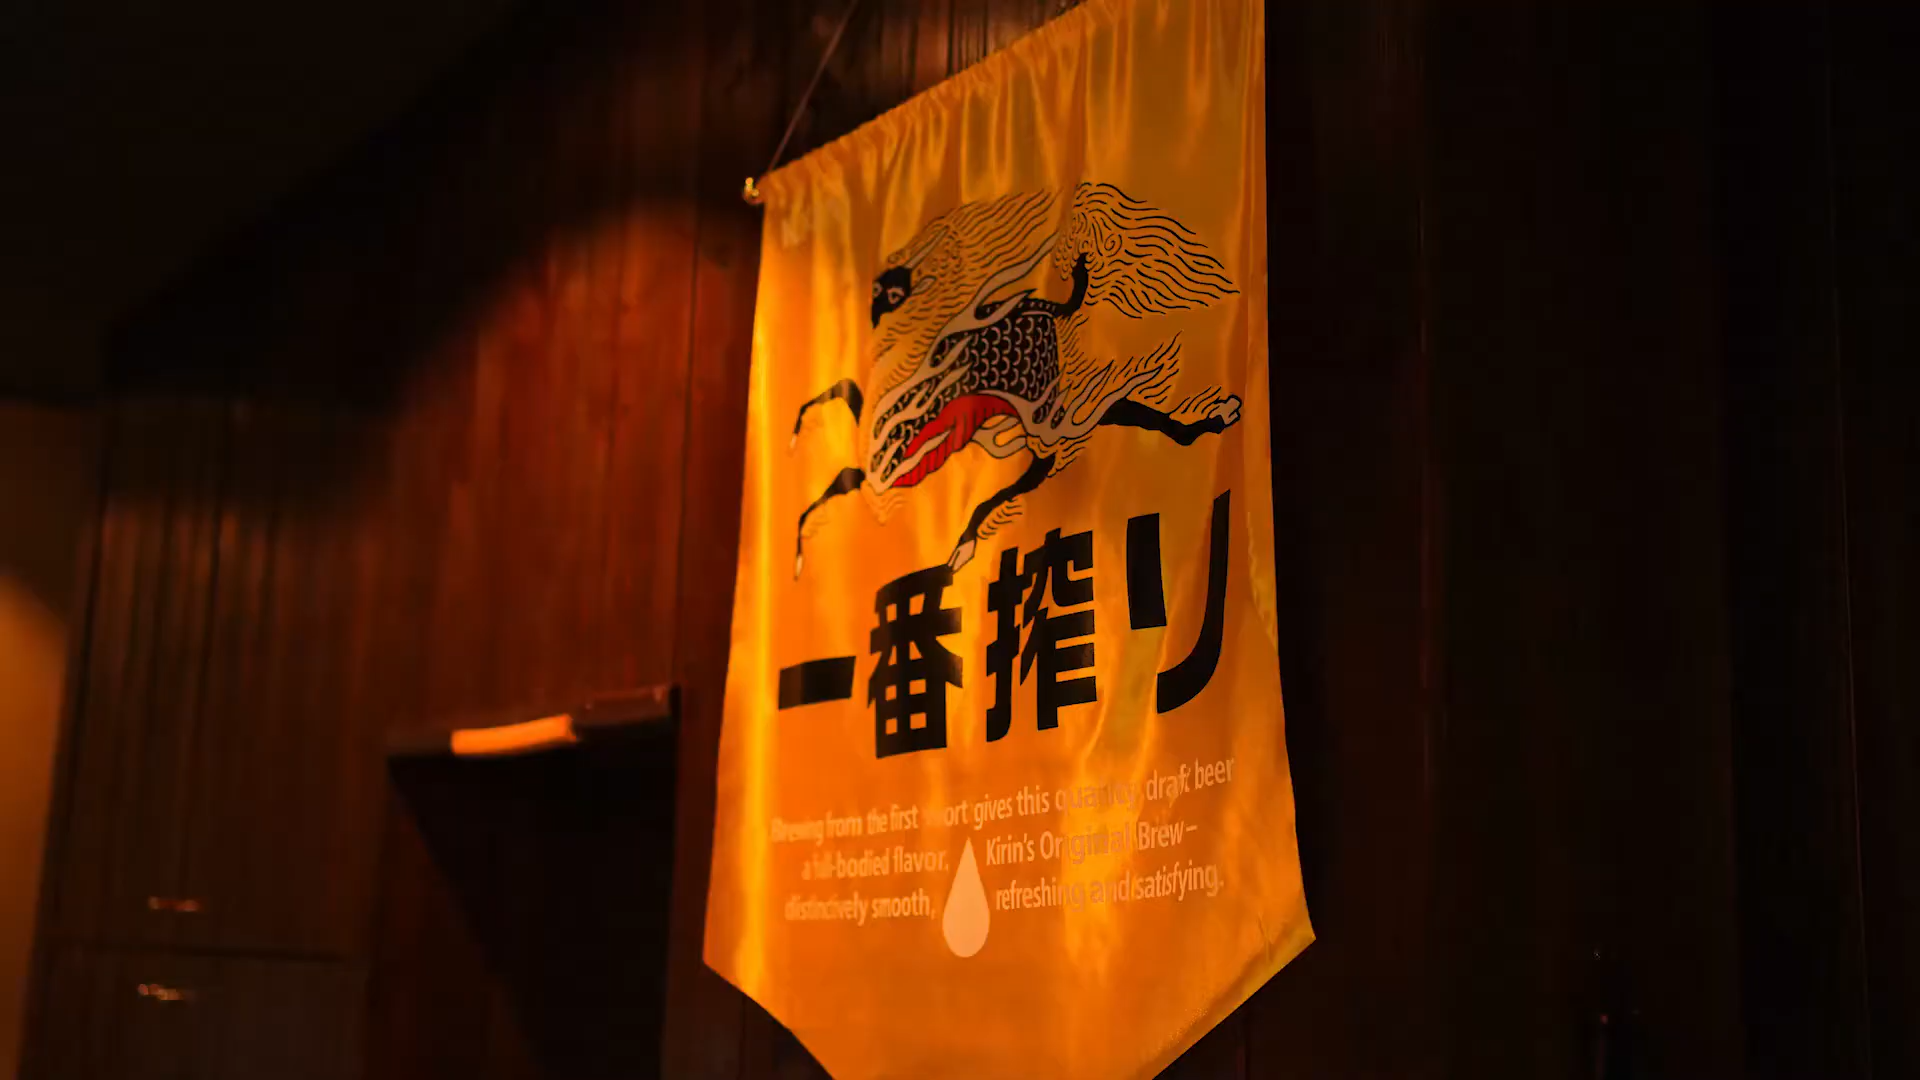 一番搾り
Brewing from the first wort gives this quality draft beer
a full-bodied flavor. Kirin's Original Brew–
distinctively smooth, refreshing and satisfying.